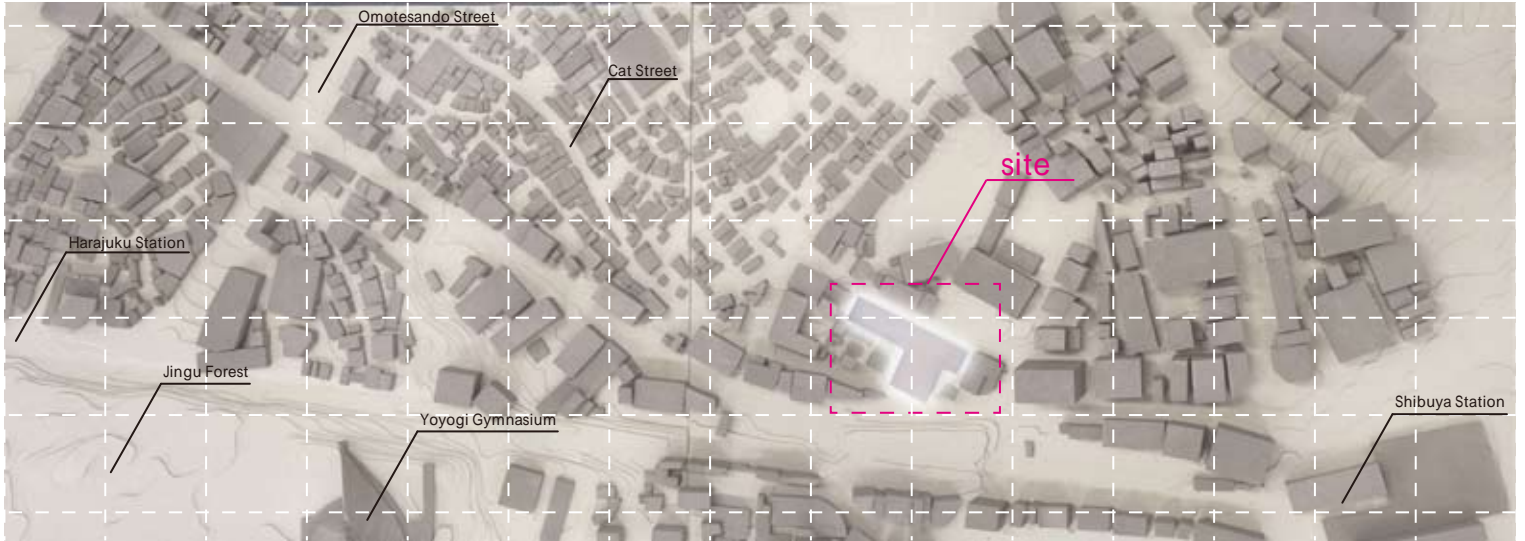 Omotesando Street
Cat Street
site
Harajuku Station
Jingu Forest
Yoyogi Gymnasium
Shibuya Station